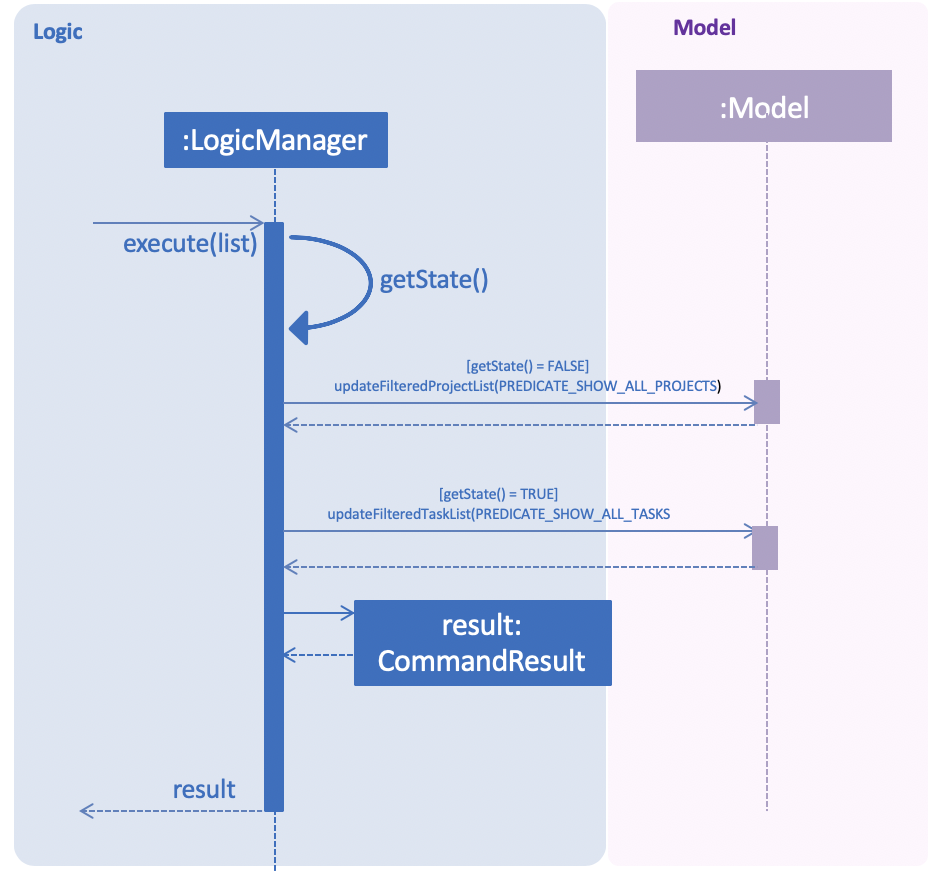 Logic
Model
:Model
:LogicManager
execute(list)
getState()
[getState() = FALSE]
updateFilteredProjectList(PREDICATE_SHOW_ALL_PROJECTS)
[getState() = TRUE]
updateFilteredTaskList(PREDICATE_SHOW_ALL_TASKS
result:
CommandResult
result